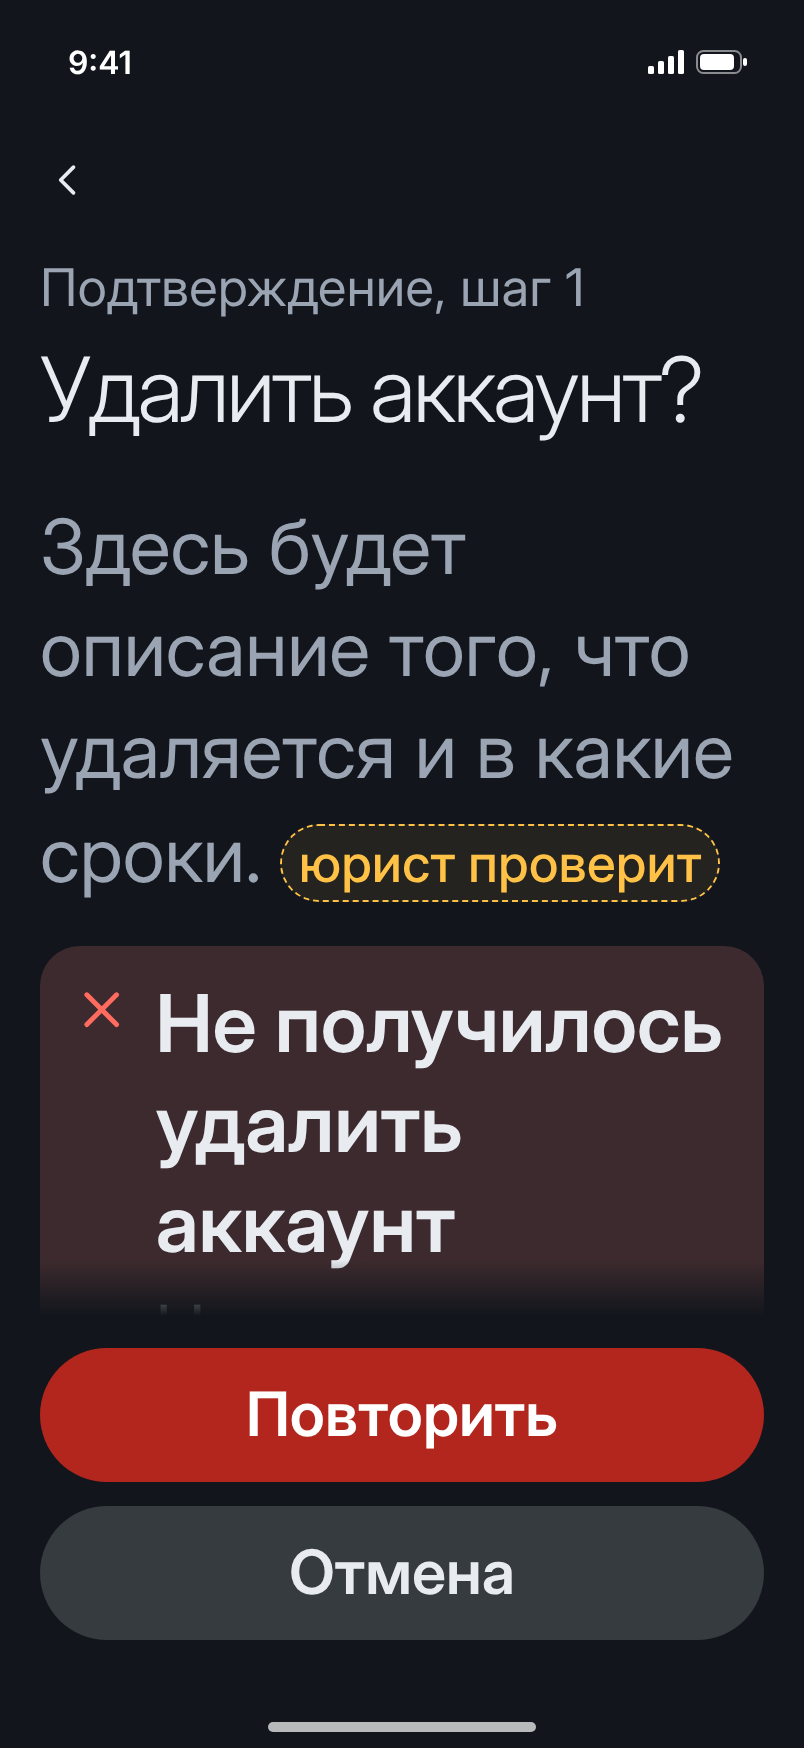 9:41
Подтверждение, шаг 1
Удалить аккаунт?
Здесь будет
описание того, что
удаляется и в какие
сроки. юрист проверит
Не получилось
удалить
аккаунт
Повторить
Отмена